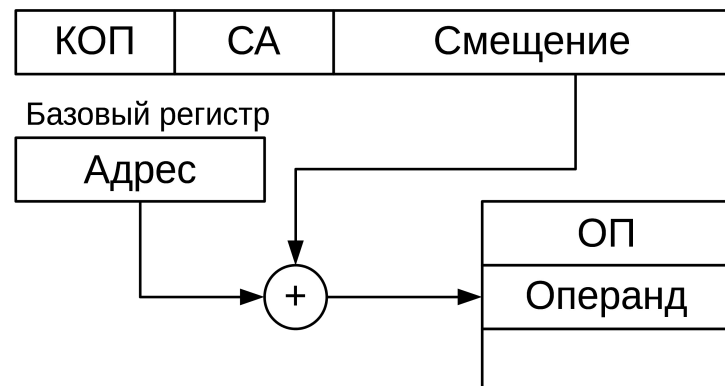 КОП СА Смещение
Базовый регистр
Адрес
ОП
+
Операнд